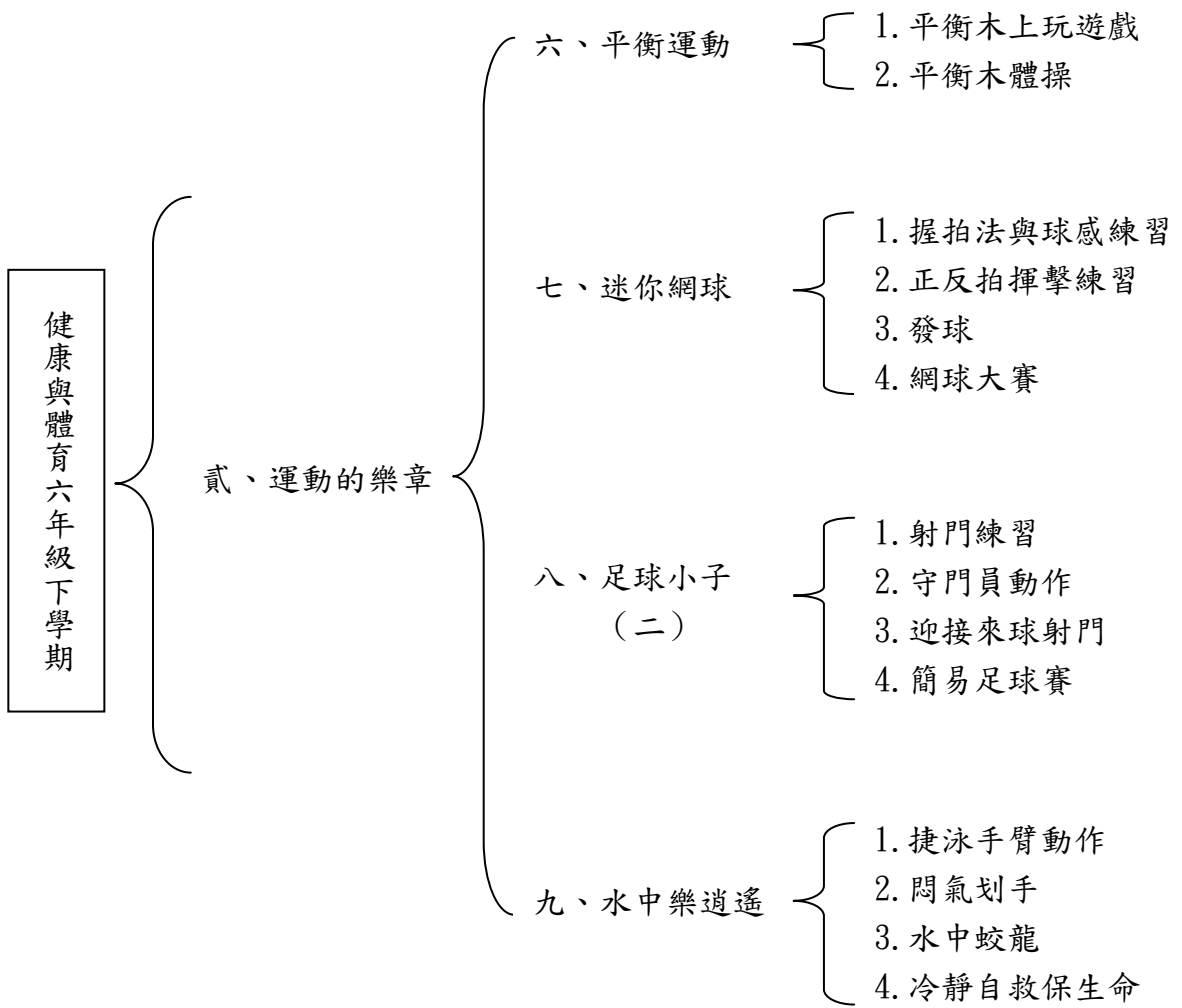 健康與體育六年級下學期
貳、運動的樂章
六、平衡運動
1.平衡木上玩遊戲
2.平衡木體操
七、迷你網球
1.握拍法與球感練習
2.正反拍揮擊練習
3.發球
4.網球大賽
八、足球小子
（二）
1.射門練習
2.守門員動作
3.迎接來球射門
4.簡易足球賽
九、水中樂逍遙
1.捷泳手臂動作
2.悶氣划手
3.水中蛟龍
4.冷靜自救保生命